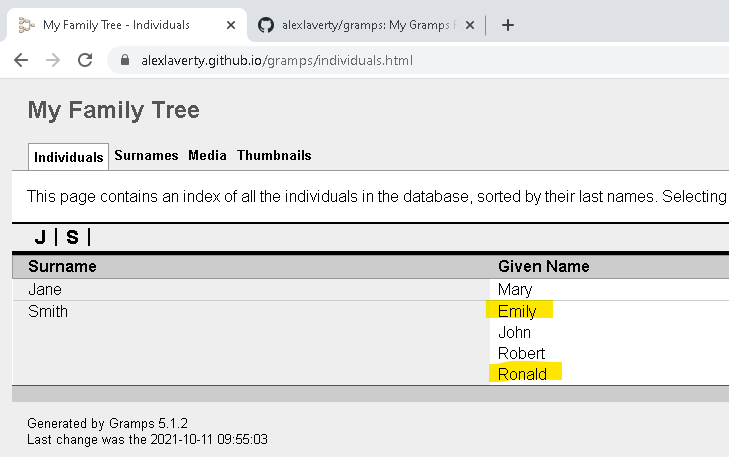 My Family Tree - Individuals
alexlaverty/gramps: My Gramps
alexlaverty.github.io/gramps/individuals.html
My Family Tree
Individuals Surnames Media Thumbnails
This page contains an index of all the individuals in the database, sorted by their last names. Selecting
J | S |
Surname Given Name
Jane Mary
Smith Emily
John
Robert
Ronald
Generated by Gramps 5.1.2
Last change was the 2021-10-11 09:55:03